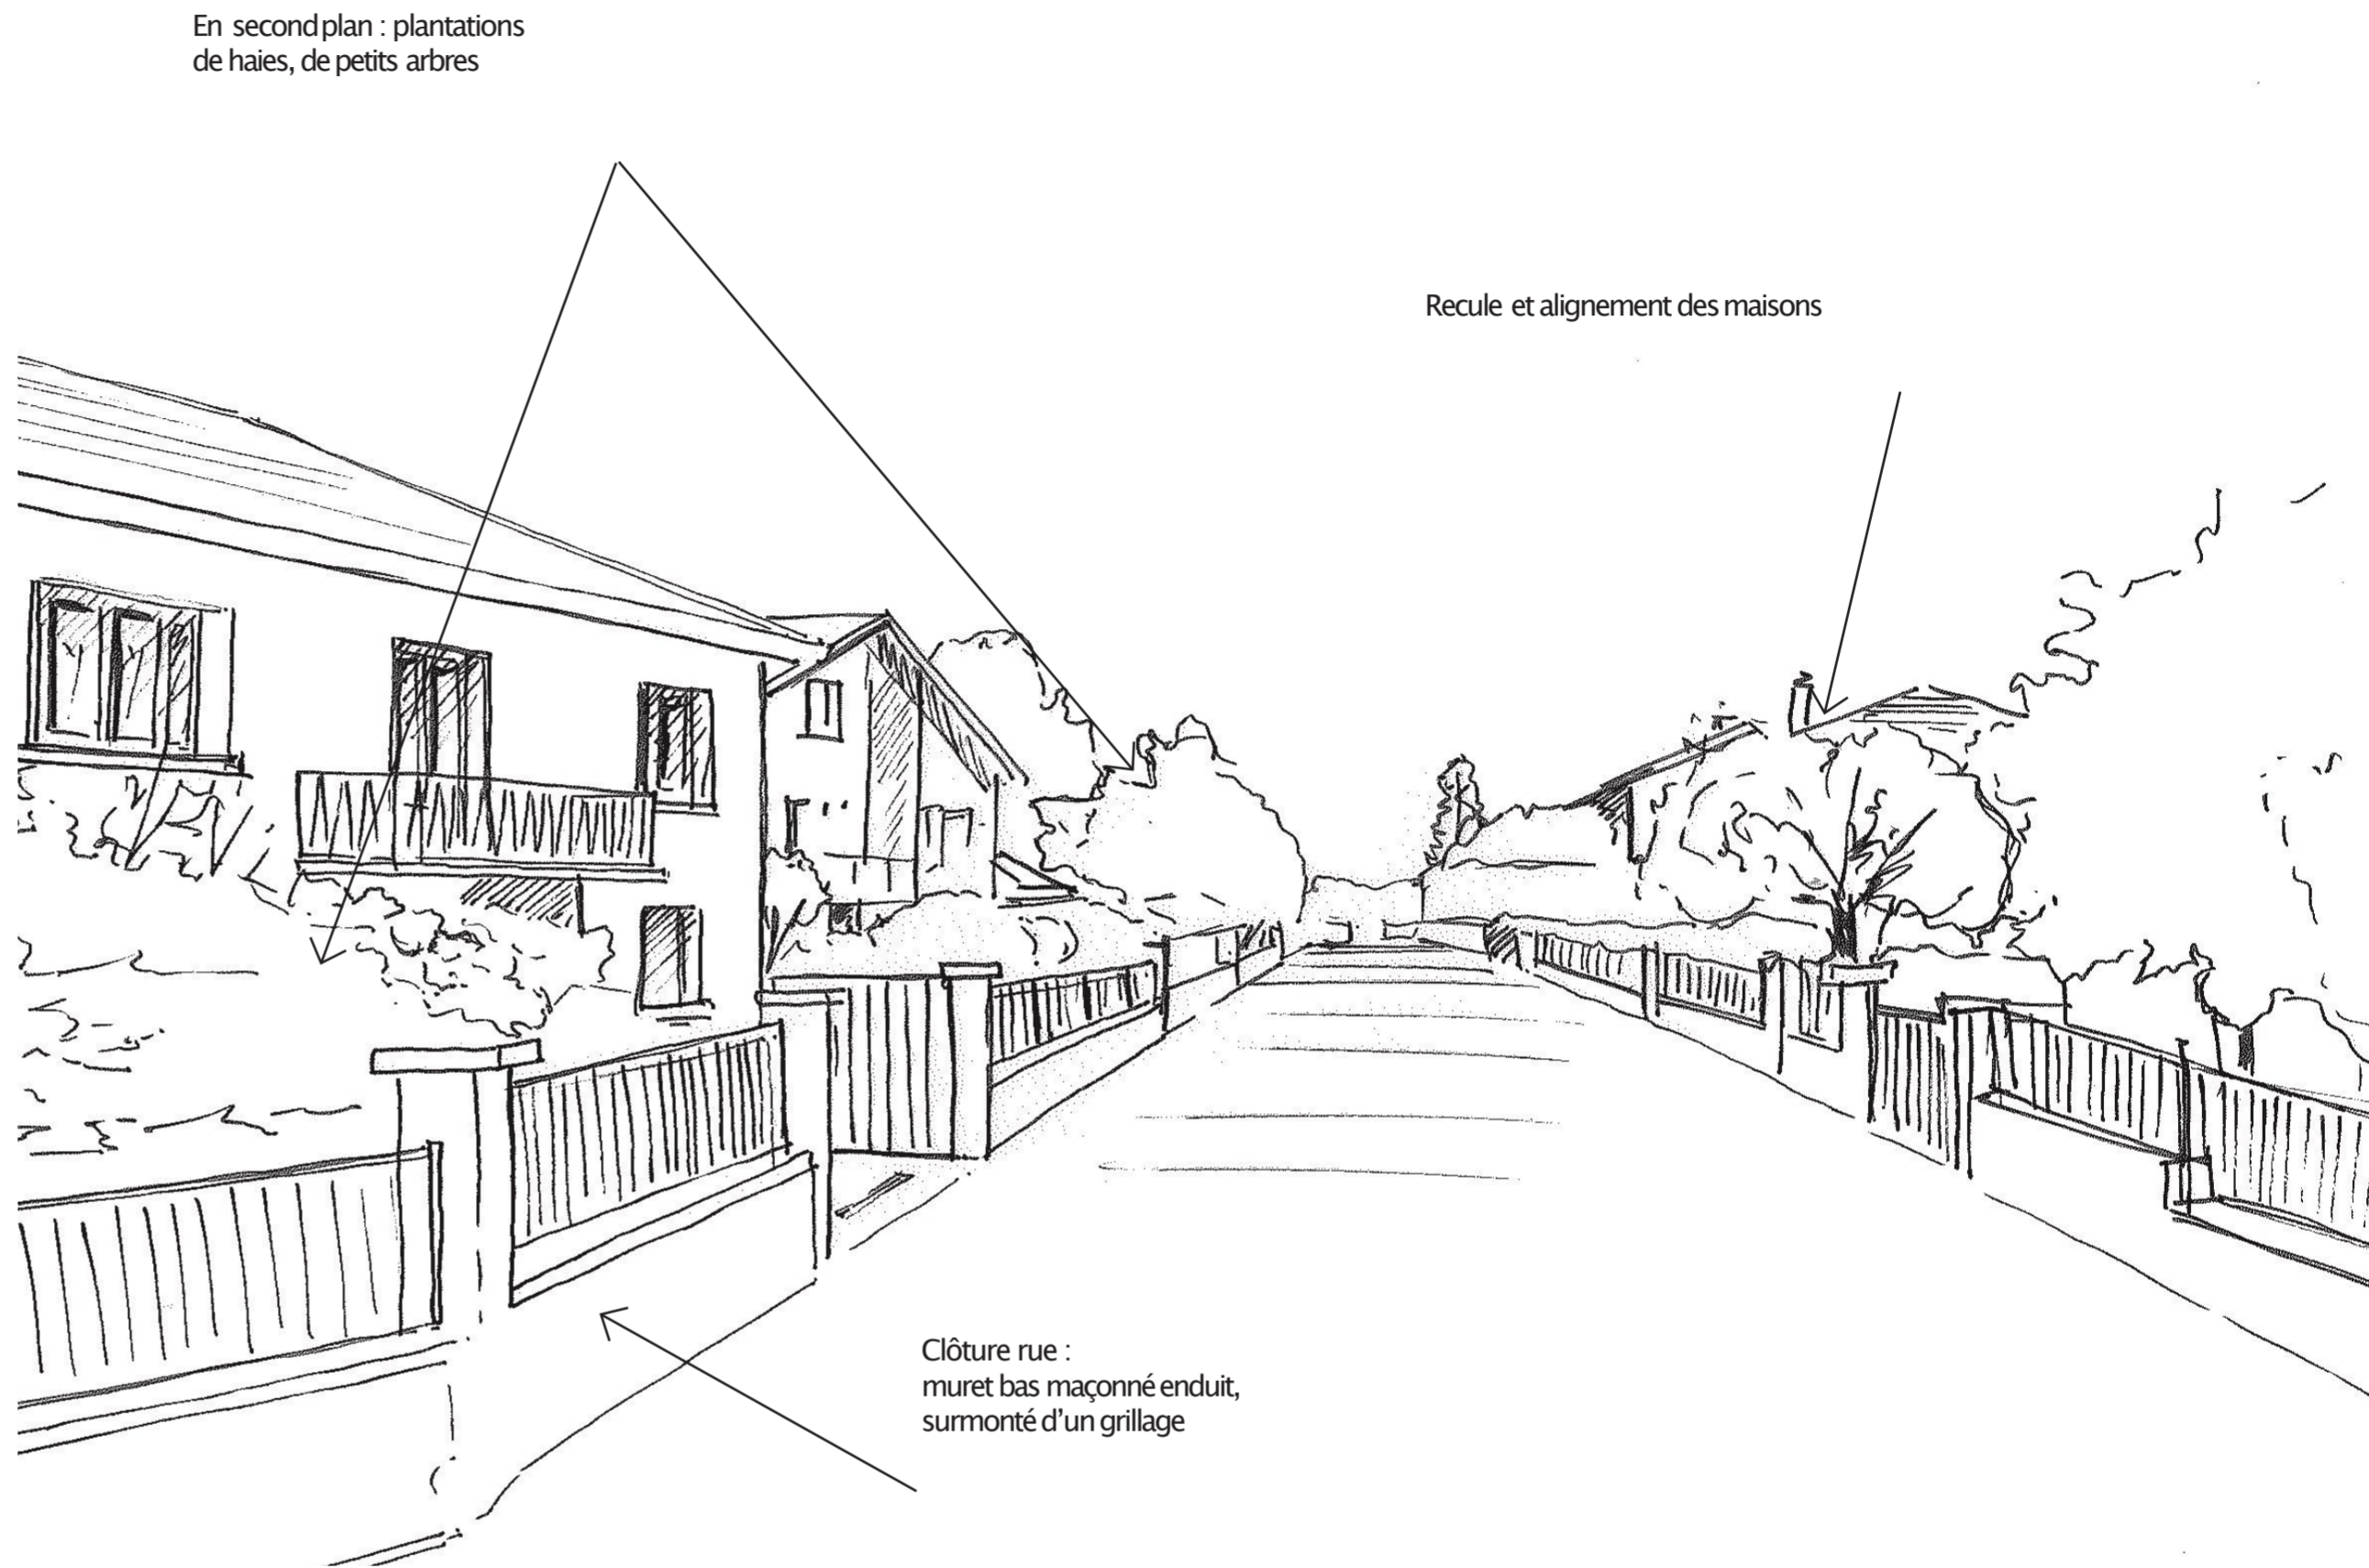 En second plan : plantations
de haies, de petits arbres
Recule et alignement des maisons
Clôture rue :
muret bas maçonné enduit,
surmonté d’un grillage